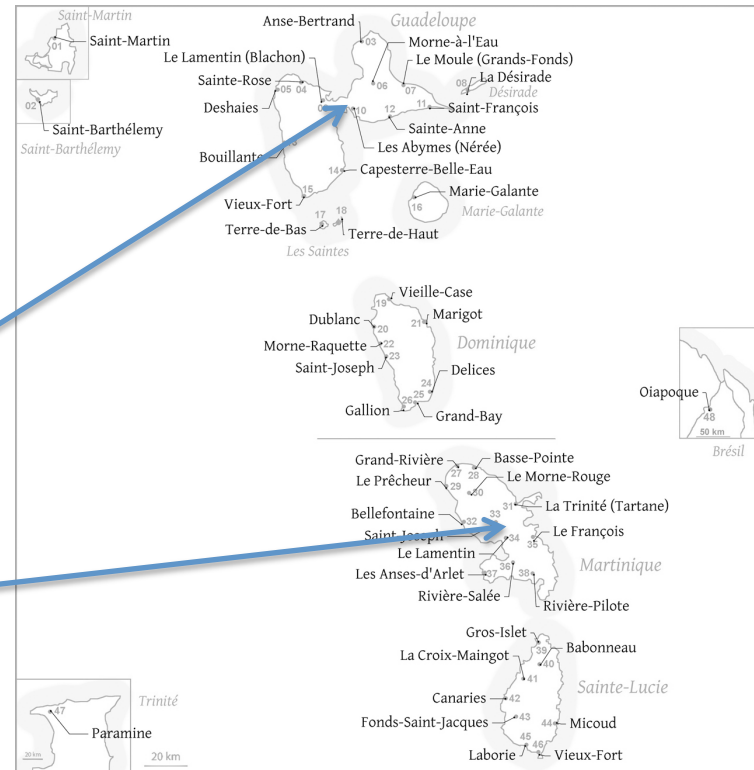 Saint-Martin
01
Saint-Martin
02
Saint-Barthélemy
Saint-Barthélemy
Guadeloupe
Anse-Bertrand
03
Morne-à-l'Eau
Le Lamentin (Blachon)
Le Moule (Grands-Fonds)
Sainte-Rose
La Désirade
05 04
06
07
08
Désirade
Deshaies
10
12
11
Saint-François
Sainte-Anne
Les Abymes (Nérée)
Bouillante
14
Capesterre-Belle-Eau
15
Marie-Galante
Vieux-Fort
16
Marie-Galante
17
18
Terre-de-Bas
Terre-de-Haut
Les Saintes
19
Vieille-Case
Dublanc
20
21
Marigot
Morne-Raquette
22
Dominique
Saint-Joseph
23
Delices
24
25
26
Gallion
Grand-Bay
Oiapoque
48
50 km
Brésil
Grand-Rivière
Basse-Pointe
27
28
Le Prêcheur
29
30
Le Morne-Rouge
31
La Trinité (Tartane)
Bellefontaine
32
33
Saint-Joseph
34
35
Le François
Le Lamentin
Martinique
Les Anses-d'Arlet
37
36
38
Rivière-Salée
Rivière-Pilote
Gros-Islet
39
Babonneau
La Croix-Maingot
40
41
Sainte-Lucie
Canaries
42
Fonds-Saint-Jacques
43
44
Micoud
45
46
Laborie
Vieux-Fort
Trinité
47
Paramine
20 km
20 km